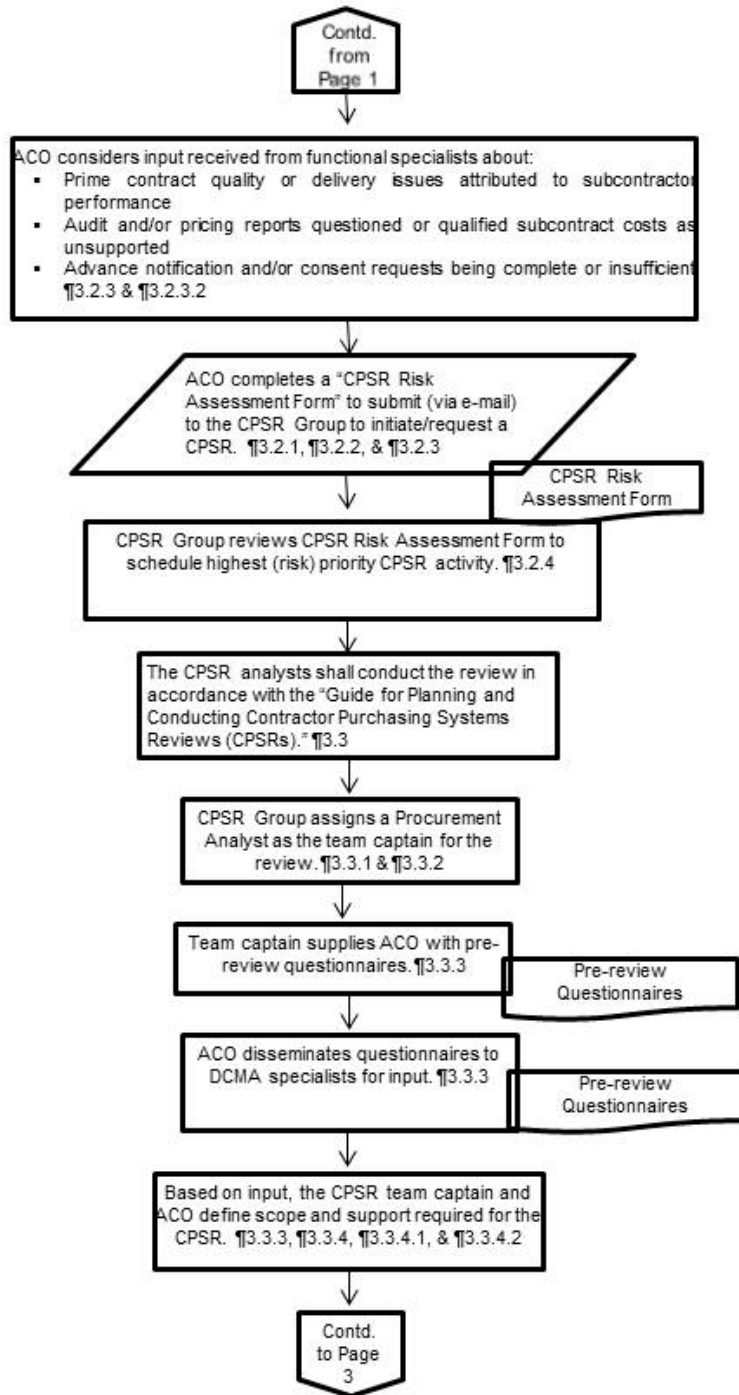 Contd.
from
Page 1
ACO considers input received from functional specialists about:
▪ Prime contract quality or delivery issues attributed to subcontractor
performance
▪ Audit and/or pricing reports questioned or qualified subcontract costs as
unsupported
▪ Advance notification and/or consent requests being complete or insufficient
¶3.2.3 & ¶3.2.3.2
ACO completes a “CPSR Risk
Assessment Form” to submit (via e-mail)
to the CPSR Group to initiate/request a
CPSR. ¶3.2.1, ¶3.2.2, & ¶3.2.3
CPSR Risk
Assessment Form
CPSR Group reviews CPSR Risk Assessment Form to
schedule highest (risk) priority CPSR activity. ¶3.2.4
The CPSR analysts shall conduct the review in
accordance with the “Guide for Planning and
Conducting Contractor Purchasing Systems
Reviews (CPSRs).” ¶3.3
CPSR Group assigns a Procurement
Analyst as the team captain for the
review. ¶3.3.1 & ¶3.3.2
Team captain supplies ACO with pre-
review questionnaires. ¶3.3.3
Pre-review
Questionnaires
ACO disseminates questionnaires to
DCMA specialists for input. ¶3.3.3
Pre-review
Questionnaires
Based on input, the CPSR team captain and
ACO define scope and support required for the
CPSR. ¶3.3.3, ¶3.3.4, ¶3.3.4.1, & ¶3.3.4.2
Contd.
to Page
3